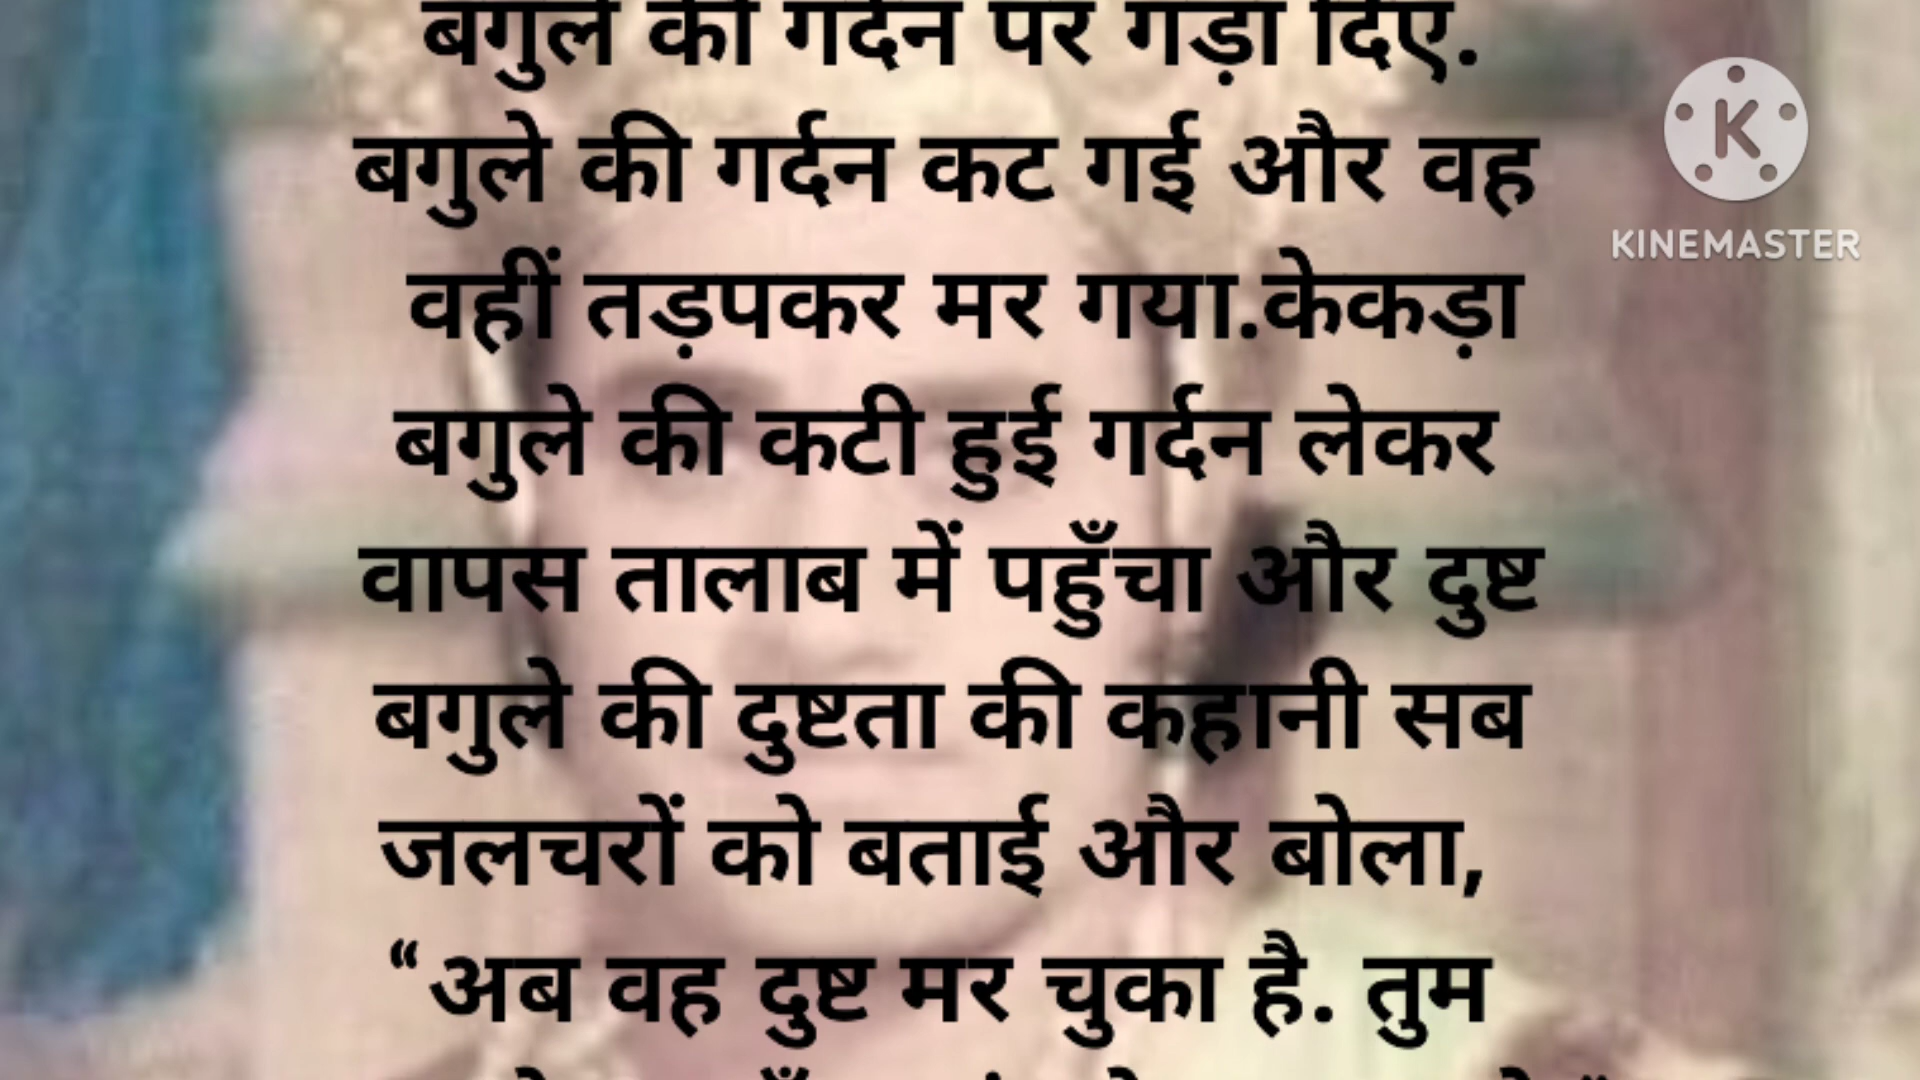 बगुले की गर्दन पर गड़ा दिए.
बगुले की गर्दन कट गई और वह
वहीं तड़पकर मर गया.केकड़ा
बगुले की कटी हुई गर्दन लेकर
वापस तालाब में पहुँचा और दुष्ट
बगुले की दुष्टता की कहानी सब
जलचरों को बताई और बोला,
“अब वह दुष्ट मर चुका है. तुम
K
KINEMASTER